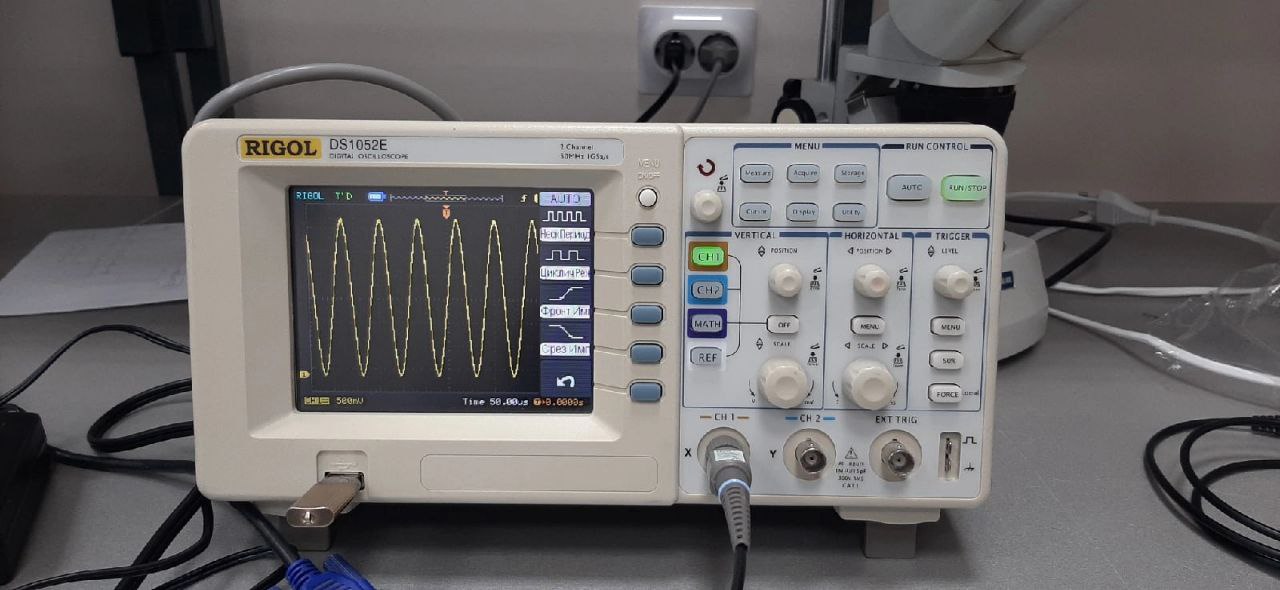 RIGOL DS1052E
DIGITAL OSCILLOSCOPE
2 Channel
50MHz 1GSa/s
MENU
ON/OFF
RIGOL T'D
AUTO
Циклич
Фронт Имп
Срез Имп
500mV
Time 50.00us
0.0000s
MENU
Measure Acquire Storage
Cursor Display Utility
RUN CONTROL
AUTO RUN/STOP
VERTICAL
CH1
CH2
MATH
REF
POSITION
OFF
SCALE
HORIZONTAL
POSITION
MENU
SCALE
TRIGGER
LEVEL
MENU
50%
FORCE
CH 1 CH 2 EXT TRIG
X Y
CAT I